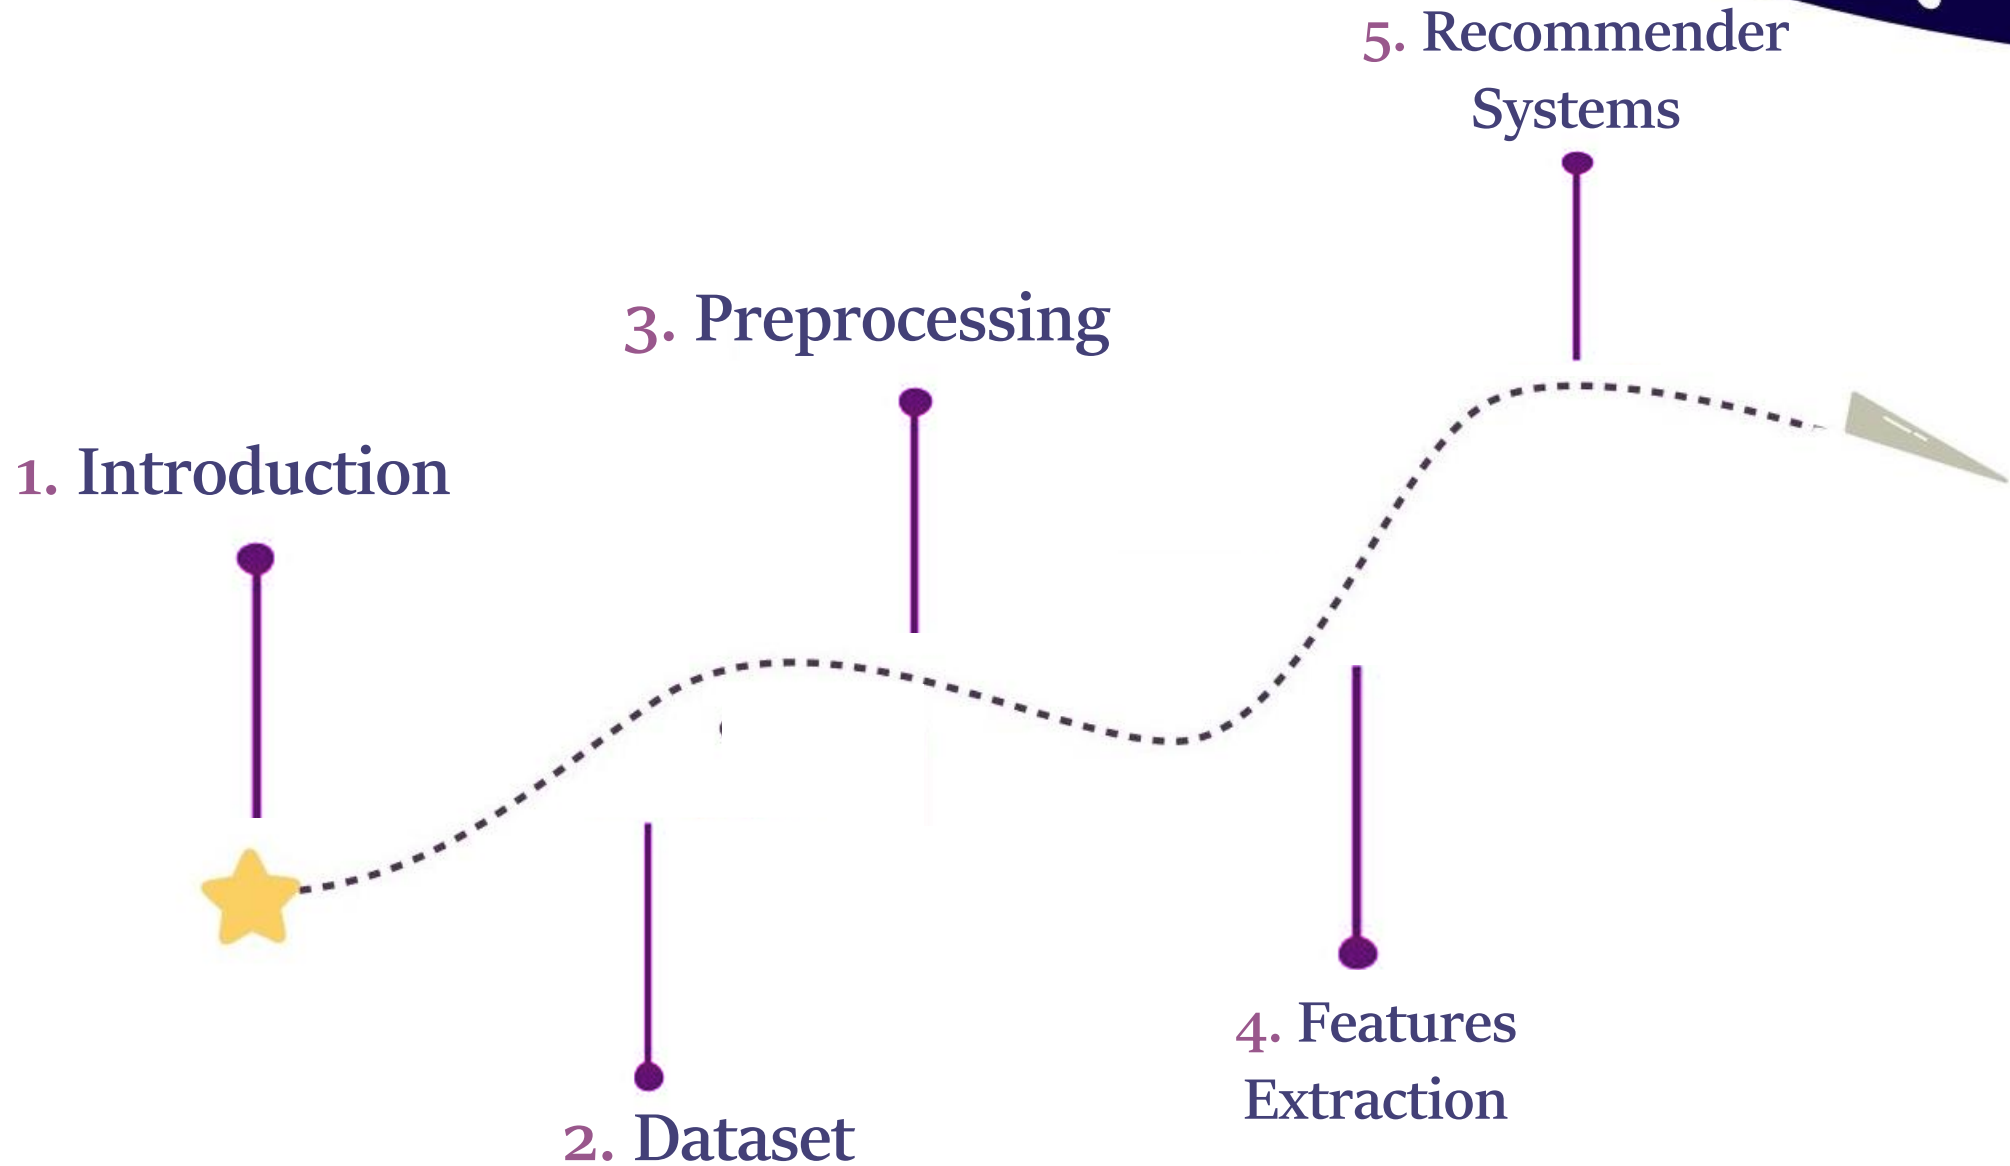 1. Introduction
2. Dataset
3. Preprocessing
4. Features
Extraction
5. Recommender
Systems